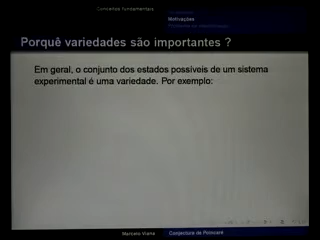 Conceitos fundamentais
Motivações
Porquê variedades são importantes ?
Em geral, o conjunto dos estados possíveis de um sistema
experimental é uma variedade. Por exemplo:
Marcelo Viana
Conjectura de Poincaré